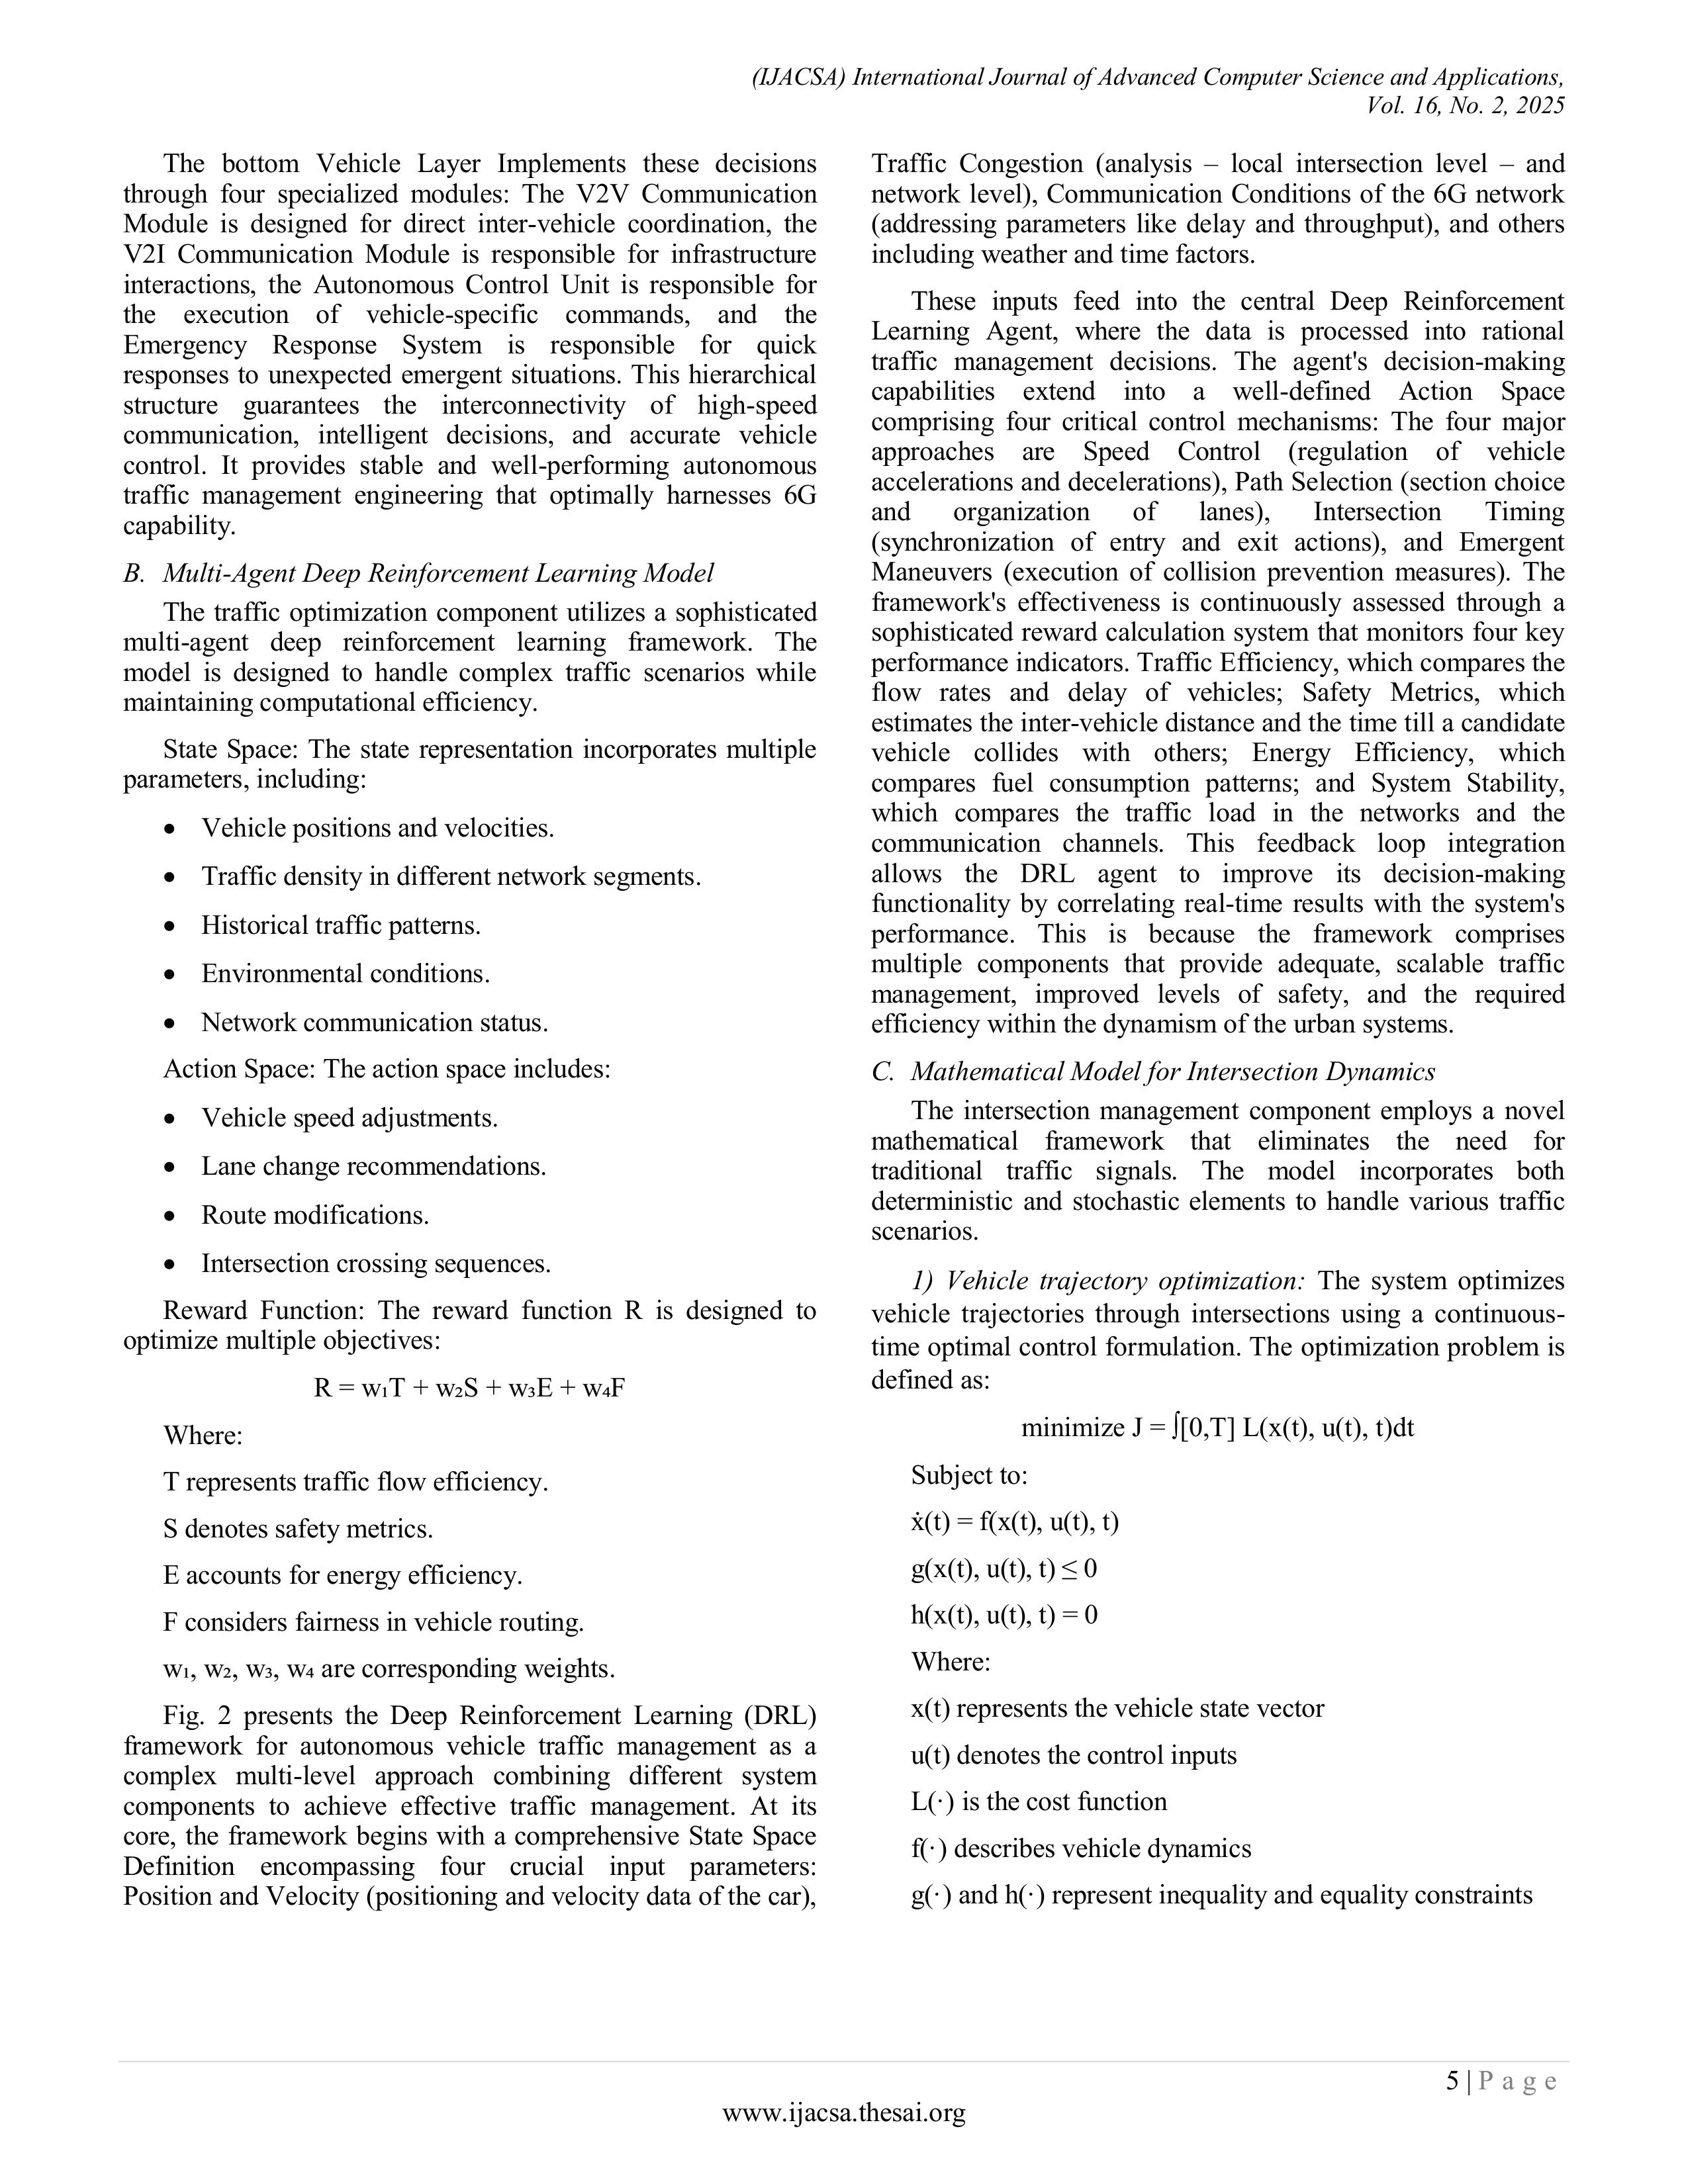 (IJACSA) International Journal of Advanced Computer Science and Applications,
Vol. 16, No. 2, 2025
The bottom Vehicle Layer Implements these decisions
through four specialized modules: The V2V Communication
Module is designed for direct inter-vehicle coordination, the
V2I Communication Module is responsible for infrastructure
interactions, the Autonomous Control Unit is responsible for
the execution of vehicle-specific commands, and the
Emergency Response System is responsible for quick
responses to unexpected emergent situations. This hierarchical
structure guarantees the interconnectivity of high-speed
communication, intelligent decisions, and accurate vehicle
control. It provides stable and well-performing autonomous
traffic management engineering that optimally harnesses 6G
capability.
B. Multi-Agent Deep Reinforcement Learning Model
The traffic optimization component utilizes a sophisticated
multi-agent deep reinforcement learning framework. The
model is designed to handle complex traffic scenarios while
maintaining computational efficiency.
State Space: The state representation incorporates multiple
parameters, including:
• Vehicle positions and velocities.
• Traffic density in different network segments.
• Historical traffic patterns.
• Environmental conditions.
• Network communication status.
Action Space: The action space includes:
• Vehicle speed adjustments.
• Lane change recommendations.
• Route modifications.
• Intersection crossing sequences.
Reward Function: The reward function R is designed to
optimize multiple objectives:
R = w₁T + w₂S + w₃E + w₄F
Where:
T represents traffic flow efficiency.
S denotes safety metrics.
E accounts for energy efficiency.
F considers fairness in vehicle routing.
w₁, w₂, w₃, w₄ are corresponding weights.
Fig. 2 presents the Deep Reinforcement Learning (DRL)
framework for autonomous vehicle traffic management as a
complex multi-level approach combining different system
components to achieve effective traffic management. At its
core, the framework begins with a comprehensive State Space
Definition encompassing four crucial input parameters:
Position and Velocity (positioning and velocity data of the car),
Traffic Congestion (analysis – local intersection level – and
network level), Communication Conditions of the 6G network
(addressing parameters like delay and throughput), and others
including weather and time factors.
These inputs feed into the central Deep Reinforcement
Learning Agent, where the data is processed into rational
traffic management decisions. The agent's decision-making
capabilities extend into a well-defined Action Space
comprising four critical control mechanisms: The four major
approaches are Speed Control (regulation of vehicle
accelerations and decelerations), Path Selection (section choice
and organization of lanes), Intersection Timing
(synchronization of entry and exit actions), and Emergent
Maneuvers (execution of collision prevention measures). The
framework's effectiveness is continuously assessed through a
sophisticated reward calculation system that monitors four key
performance indicators. Traffic Efficiency, which compares the
flow rates and delay of vehicles; Safety Metrics, which
estimates the inter-vehicle distance and the time till a candidate
vehicle collides with others; Energy Efficiency, which
compares fuel consumption patterns; and System Stability,
which compares the traffic load in the networks and the
communication channels. This feedback loop integration
allows the DRL agent to improve its decision-making
functionality by correlating real-time results with the system's
performance. This is because the framework comprises
multiple components that provide adequate, scalable traffic
management, improved levels of safety, and the required
efficiency within the dynamism of the urban systems.
C. Mathematical Model for Intersection Dynamics
The intersection management component employs a novel
mathematical framework that eliminates the need for
traditional traffic signals. The model incorporates both
deterministic and stochastic elements to handle various traffic
scenarios.
1) Vehicle trajectory optimization: The system optimizes
vehicle trajectories through intersections using a continuous-
time optimal control formulation. The optimization problem is
defined as:
minimize J = ∫[0,T] L(x(t), u(t), t)dt
Subject to:
ẋ(t) = f(x(t), u(t), t)
g(x(t), u(t), t) ≤ 0
h(x(t), u(t), t) = 0
Where:
x(t) represents the vehicle state vector
u(t) denotes the control inputs
L(·) is the cost function
f(·) describes vehicle dynamics
g(·) and h(·) represent inequality and equality constraints
5 | P a g e
www.ijacsa.thesai.org